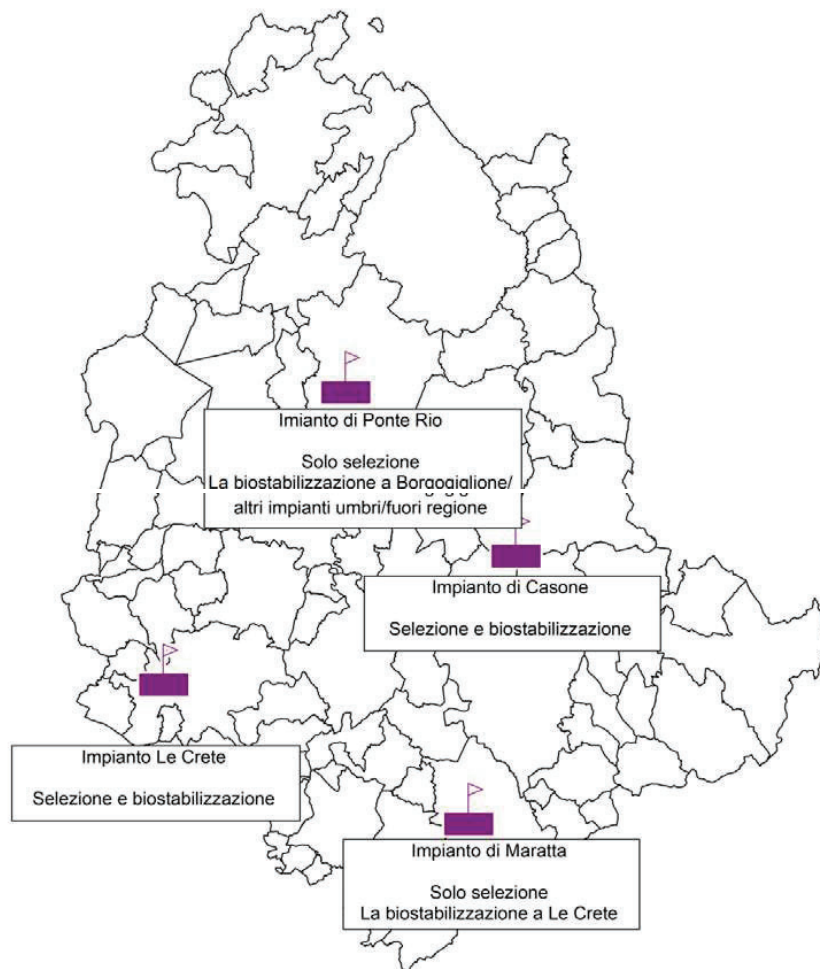 Imianto di Ponte Rio
Solo selezione
La biostabilizzazione a Borgogiglione/
altri impianti umbri/fuori regione
Impianto di Casone
Selezione e biostabilizzazione
Impianto Le Crete
Selezione e biostabilizzazione
Impianto di Maratta
Solo selezione
La biostabilizzazione a Le Crete